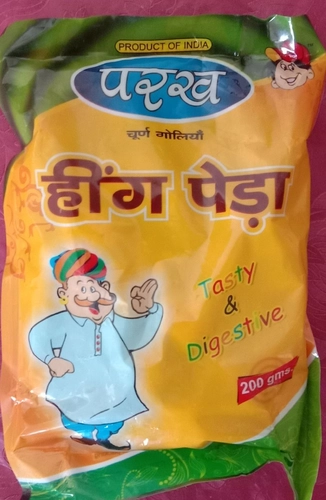 PRODUCT OF INDIA
परख
चूर्ण गोलियाँ
हींग पेड़ा
Tasty
&
Digestive
200 gms